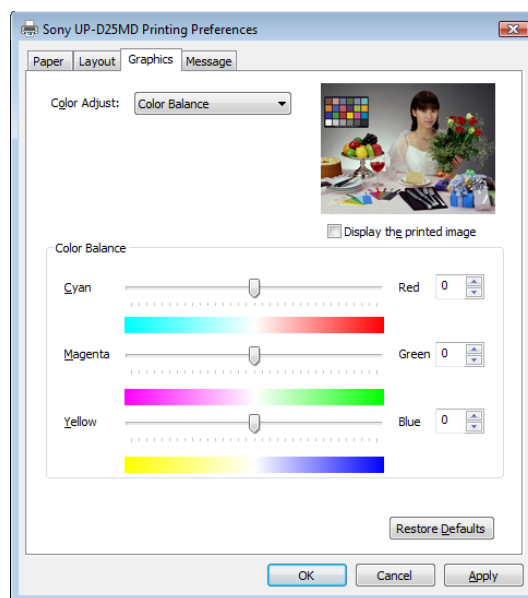 Sony UP-D25MD Printing Preferences
Paper Layout Graphics Message
Color Adjust: Color Balance
Display the printed image
Color Balance
Cyan Red 0
Magenta Green 0
Yellow Blue 0
Restore Defaults
OK Cancel Apply